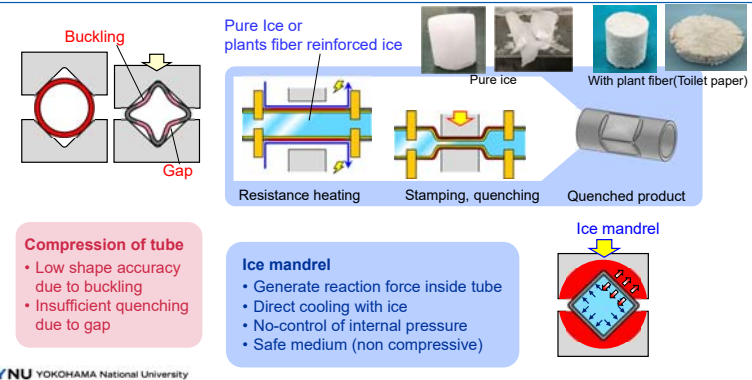 Buckling
Gap
Pure Ice or
plants fiber reinforced ice
Pure ice
With plant fiber(Toilet paper)
Resistance heating
Stamping, quenching
Quenched product
Compression of tube
• Low shape accuracy
due to buckling
• Insufficient quenching
due to gap
Ice mandrel
• Generate reaction force inside tube
• Direct cooling with ice
• No-control of internal pressure
• Safe medium (non compressive)
Ice mandrel
YNU YOKOHAMA National University